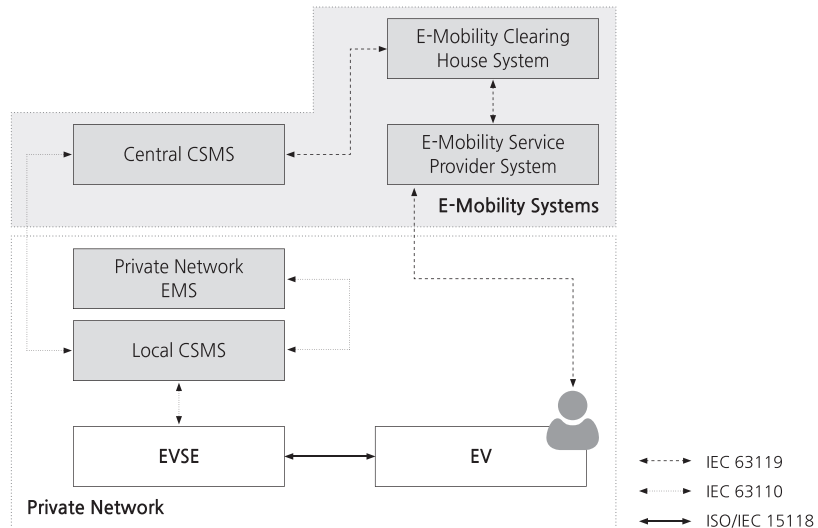 E-Mobility Clearing
House System
Central CSMS
E-Mobility Service
Provider System
E-Mobility Systems
Private Network
EMS
Local CSMS
EVSE
EV
Private Network
IEC 63119
IEC 63110
ISO/IEC 15118